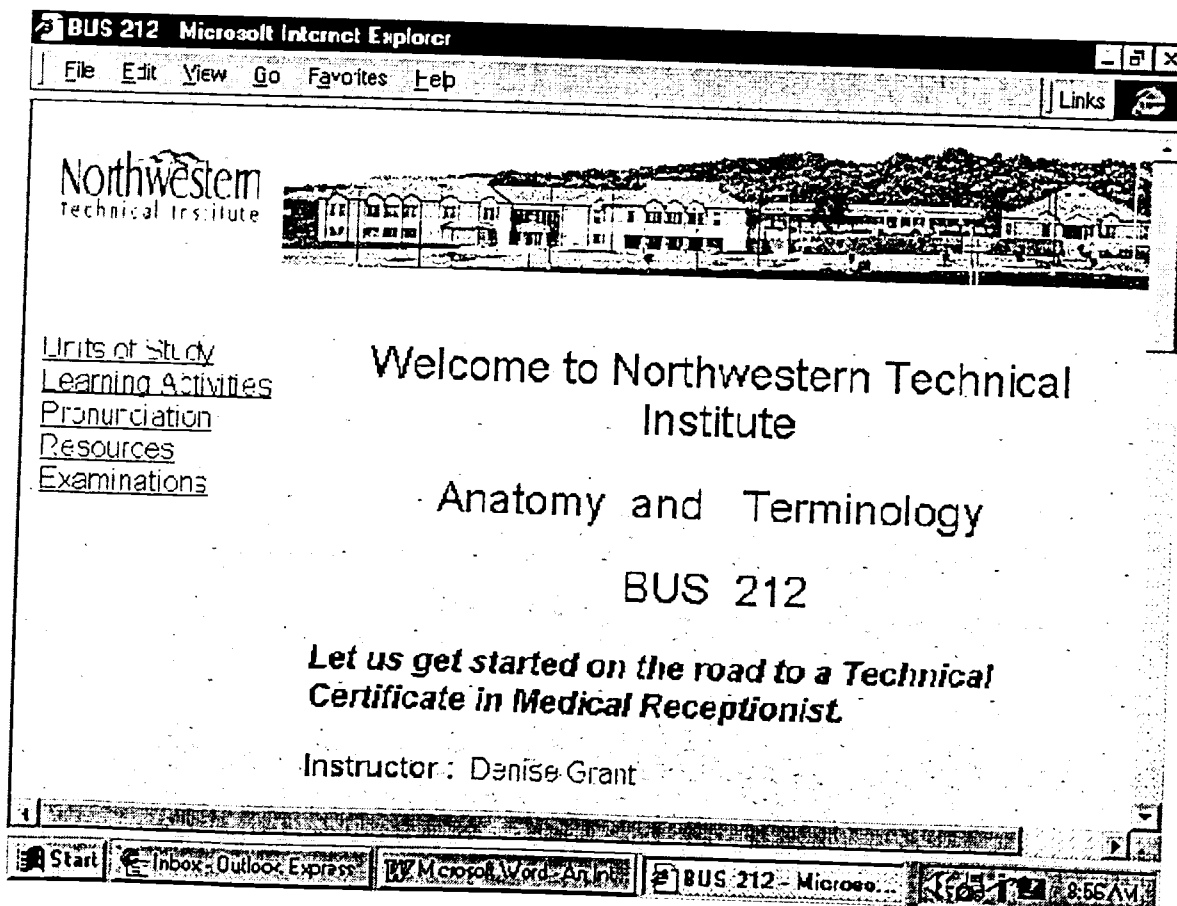 BUS 212 Microsoft Internet Explorer
File Edit View Go Favorites Help
Links
Northwestern
Technical Institute
Units of Study
Learning Activities
Pronunciation
Resources
Examinations
Welcome to Northwestern Technical
Institute
Anatomy and Terminology
BUS 212
Let us get started on the road to a Technical
Certificate in Medical Receptionist.
Instructor : Denise Grant
Start
Inbox - Outlook Express
Microsoft Word - An Int
BUS 212 - Microso...
8:56 AM